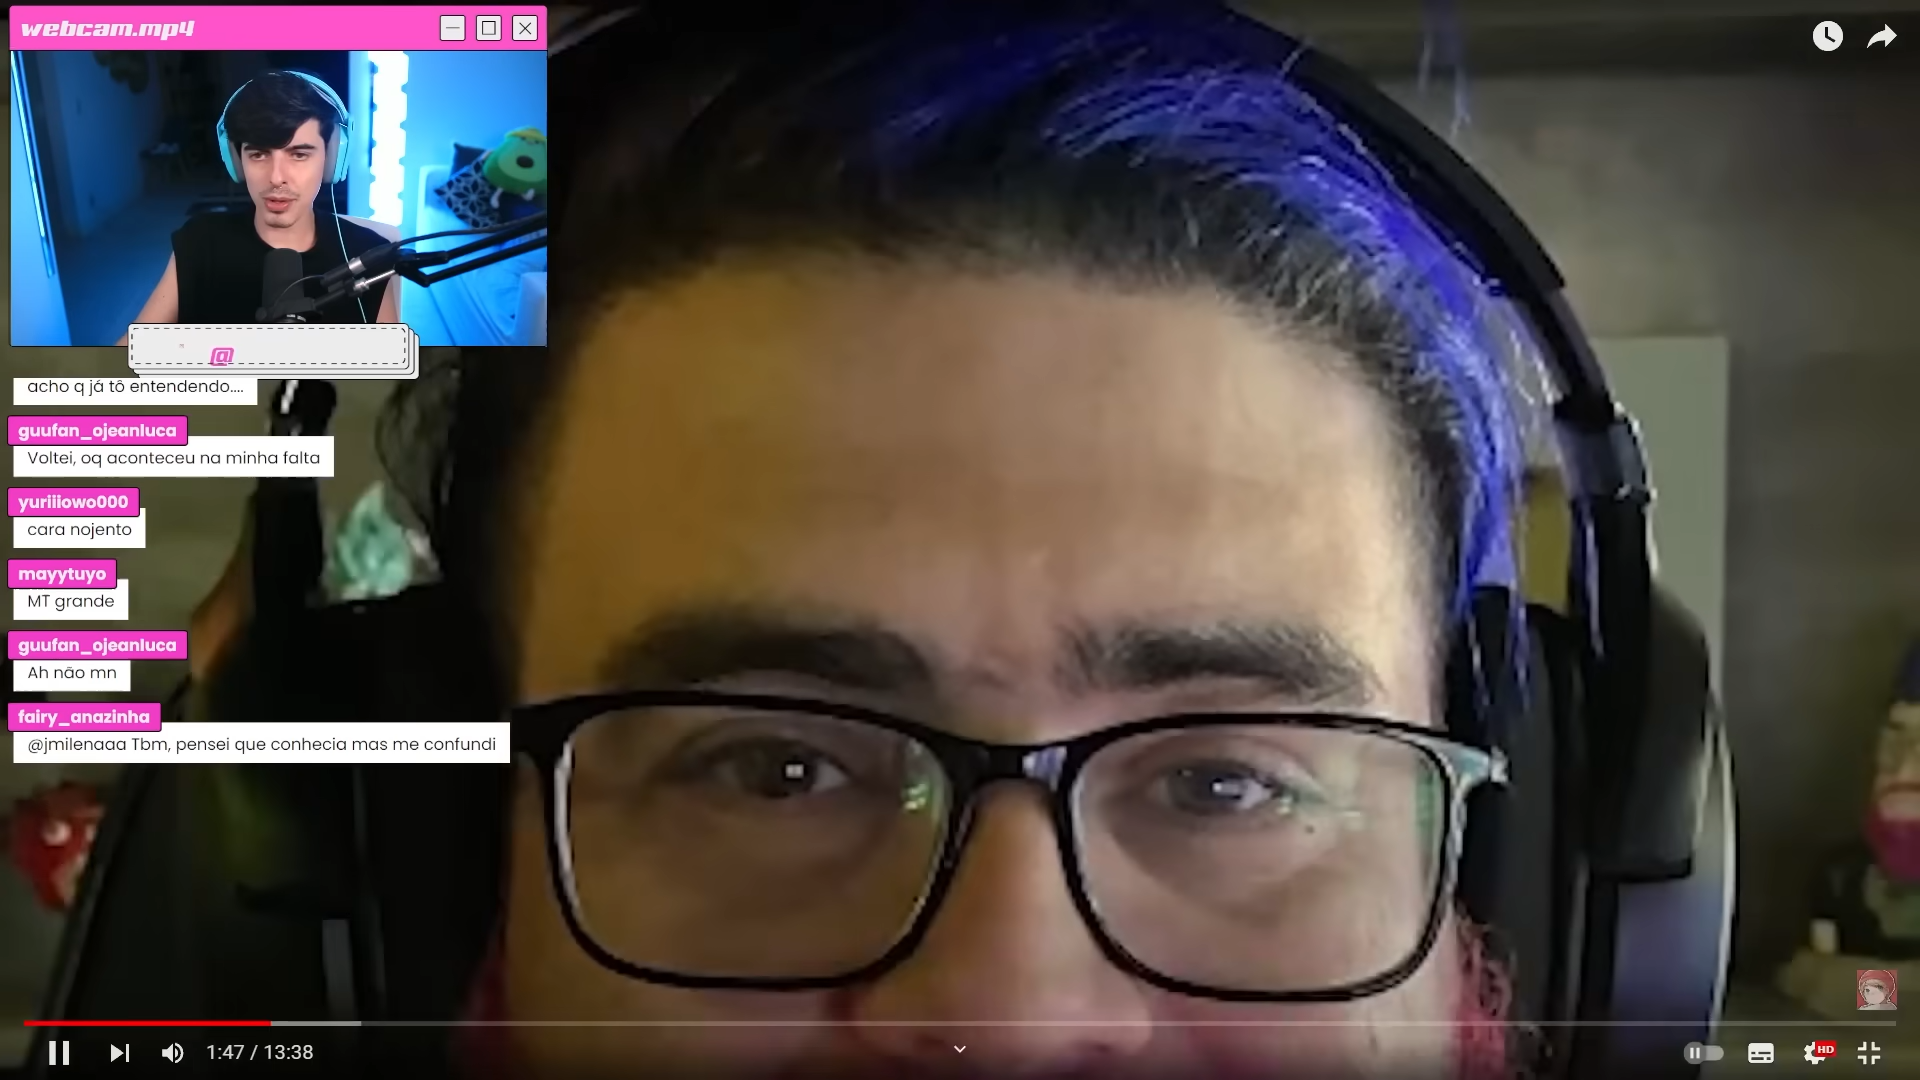 webcam.mp4
@
acho q já tô entendendo....
guufan_ojeanluca
Voltei, oq aconteceu na minha falta
yuriiiowo000
cara nojento
mayytuyo
MT grande
guufan_ojeanluca
Ah não mn
fairy_anazinha
@jmilenaaa Tbm, pensei que conhecia mas me confundi
1:47 / 13:38
HD